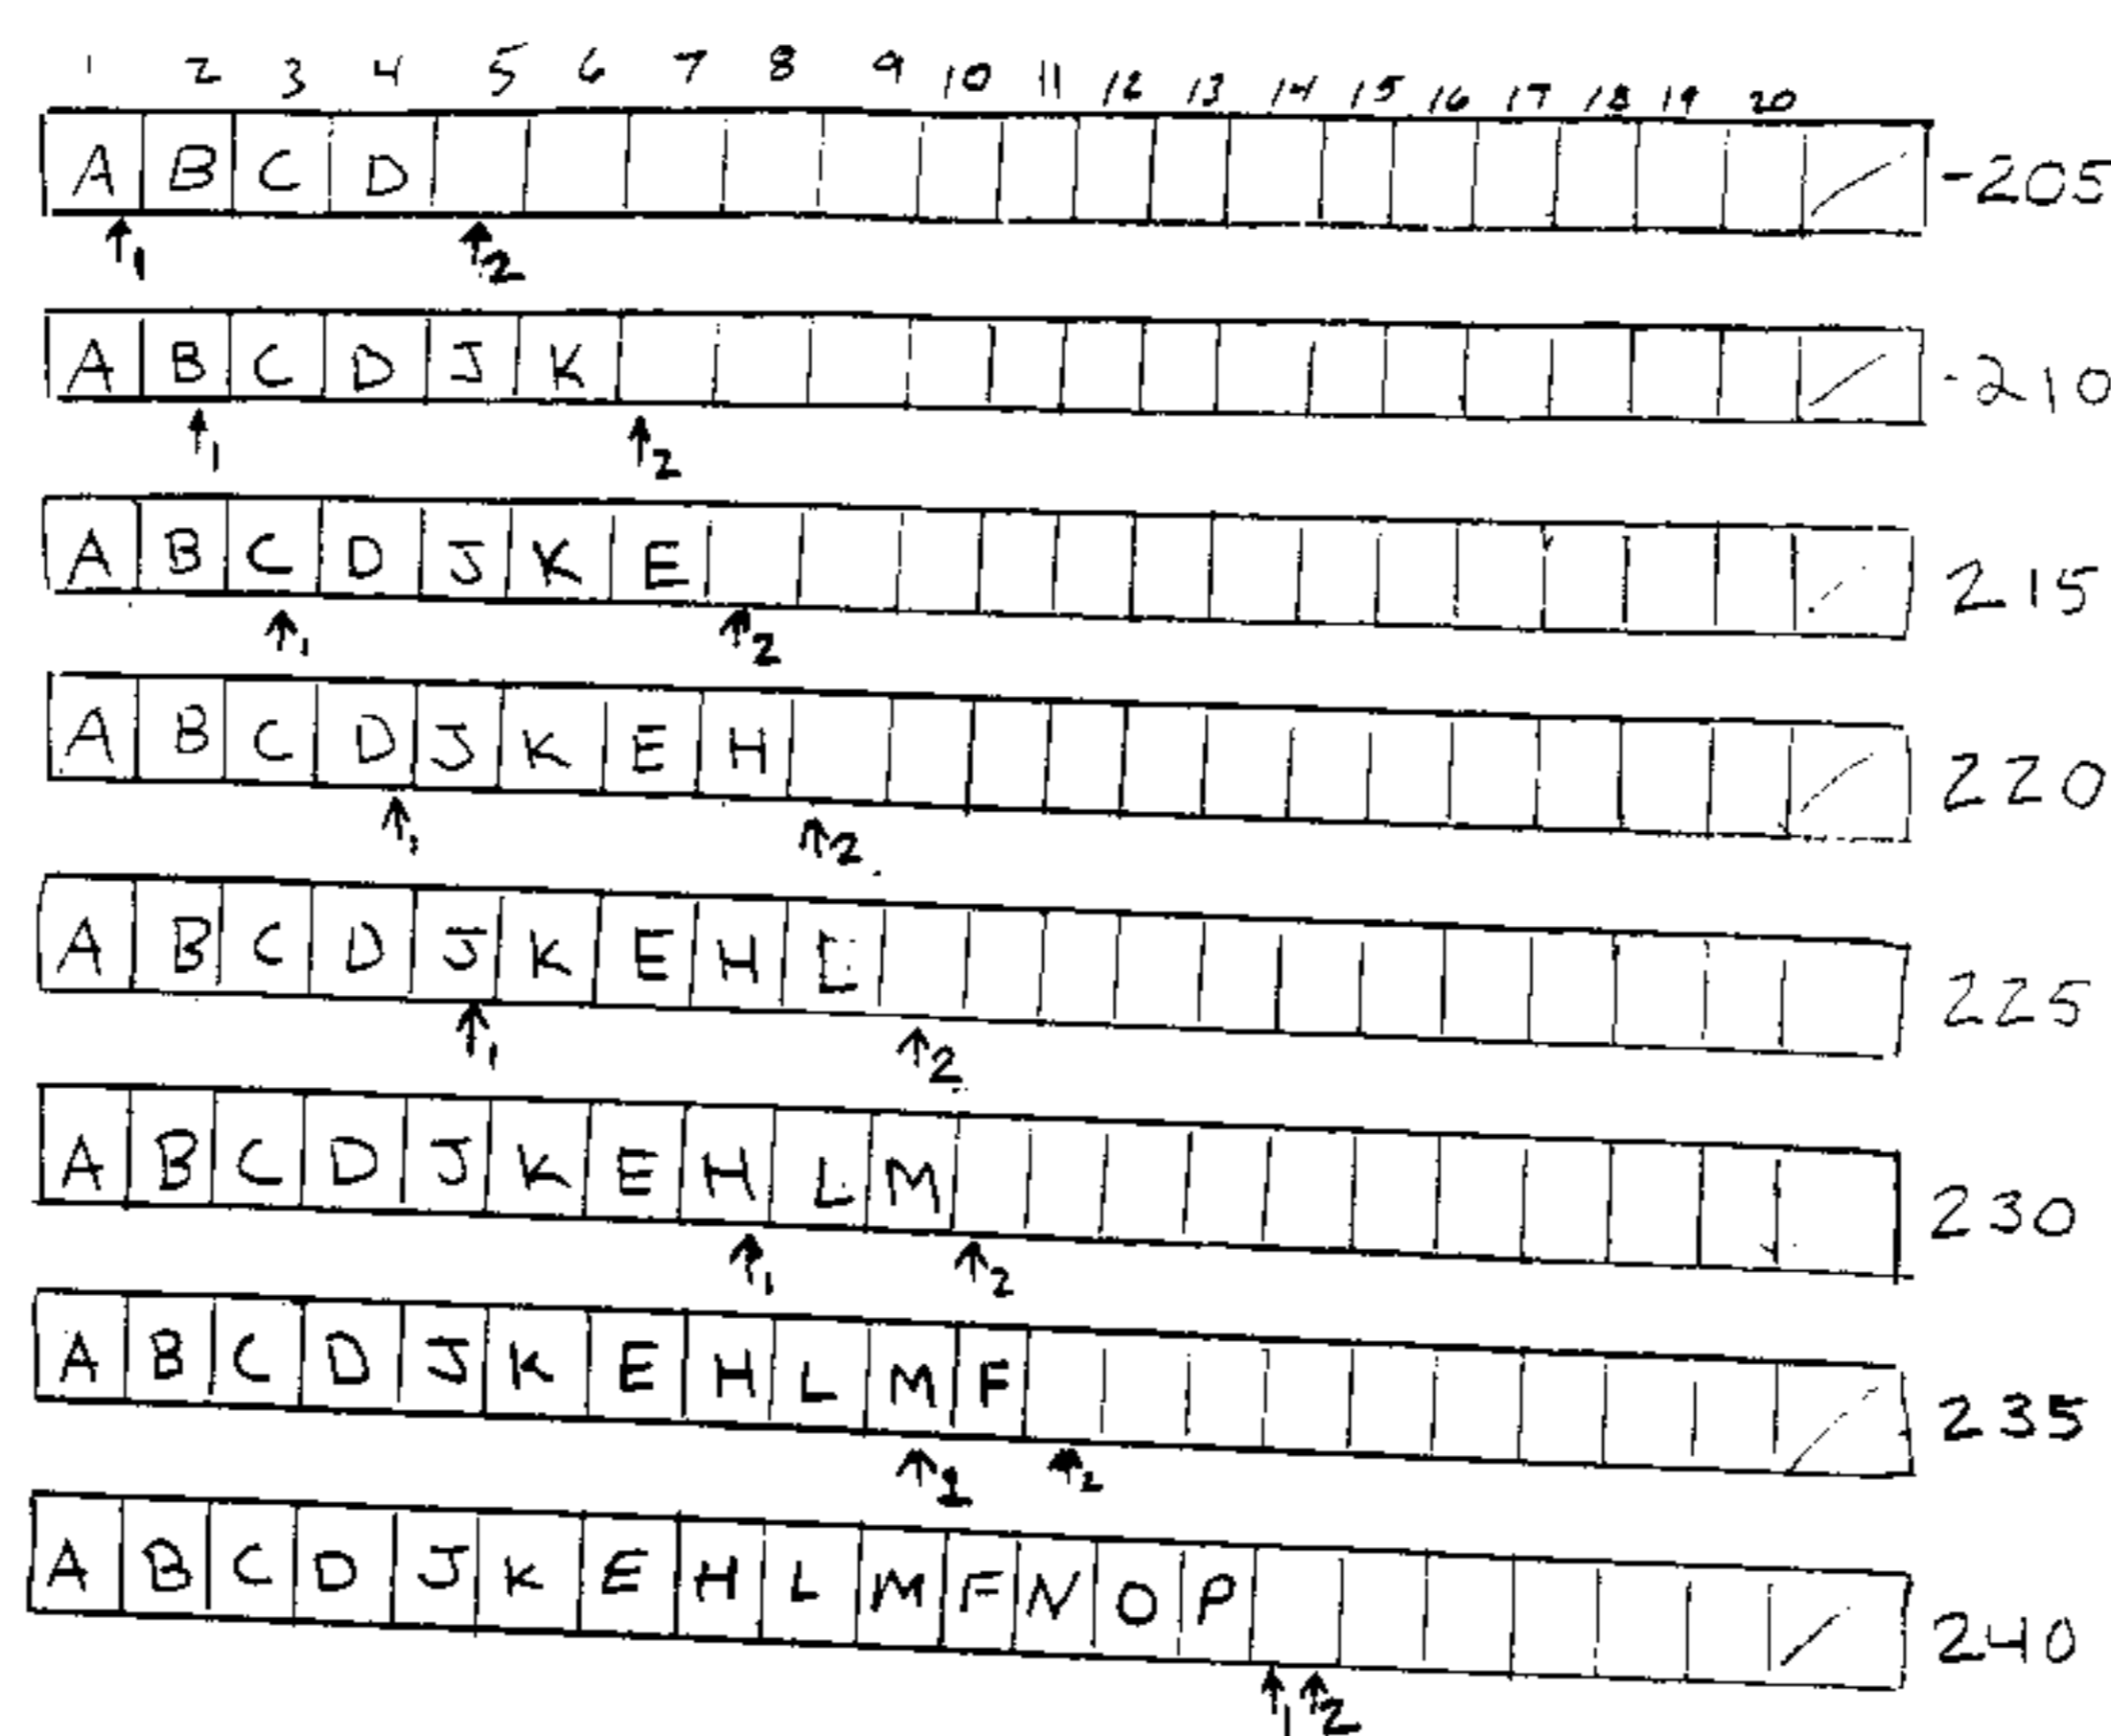 1 2 3 4 5 6 7 8 9 10 11 12 13 14 15 16 17 18 19 20
A B C D -205
1 2
A B C D J K -210
1 2
A B C D J K E 215
1 2
A B C D J K E H 220
1 2
A B C D J K E H L 225
1 2
A B C D J K E H L M 230
1 2
A B C D J K E H L M F 235
1 2
A B C D J K E H L M F N O P 240
1 2